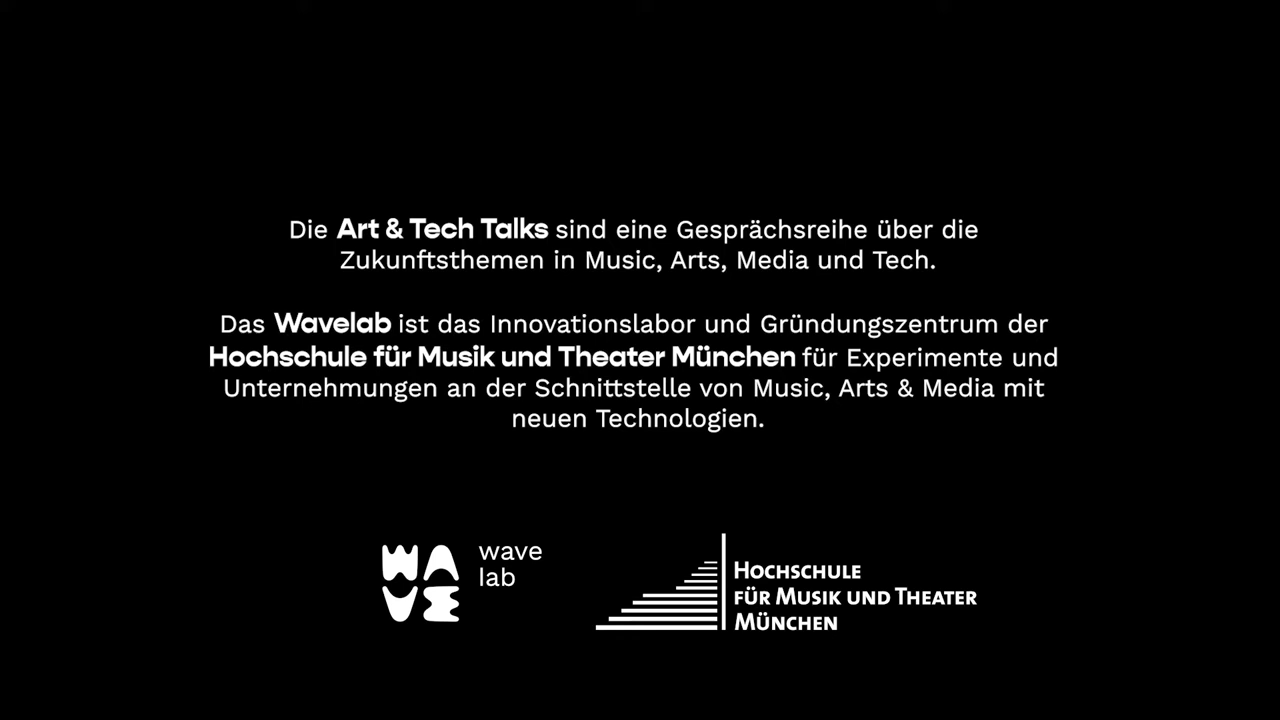 Die Art & Tech Talks sind eine Gesprächsreihe über die
Zukunftsthemen in Music, Arts, Media und Tech.
Das Wavelab ist das Innovationslabor und Gründungszentrum der
Hochschule für Musik und Theater München für Experimente und
Unternehmungen an der Schnittstelle von Music, Arts & Media mit
neuen Technologien.
WA
VE
wave
lab
HOCHSCHULE
FÜR MUSIK UND THEATER
MÜNCHEN